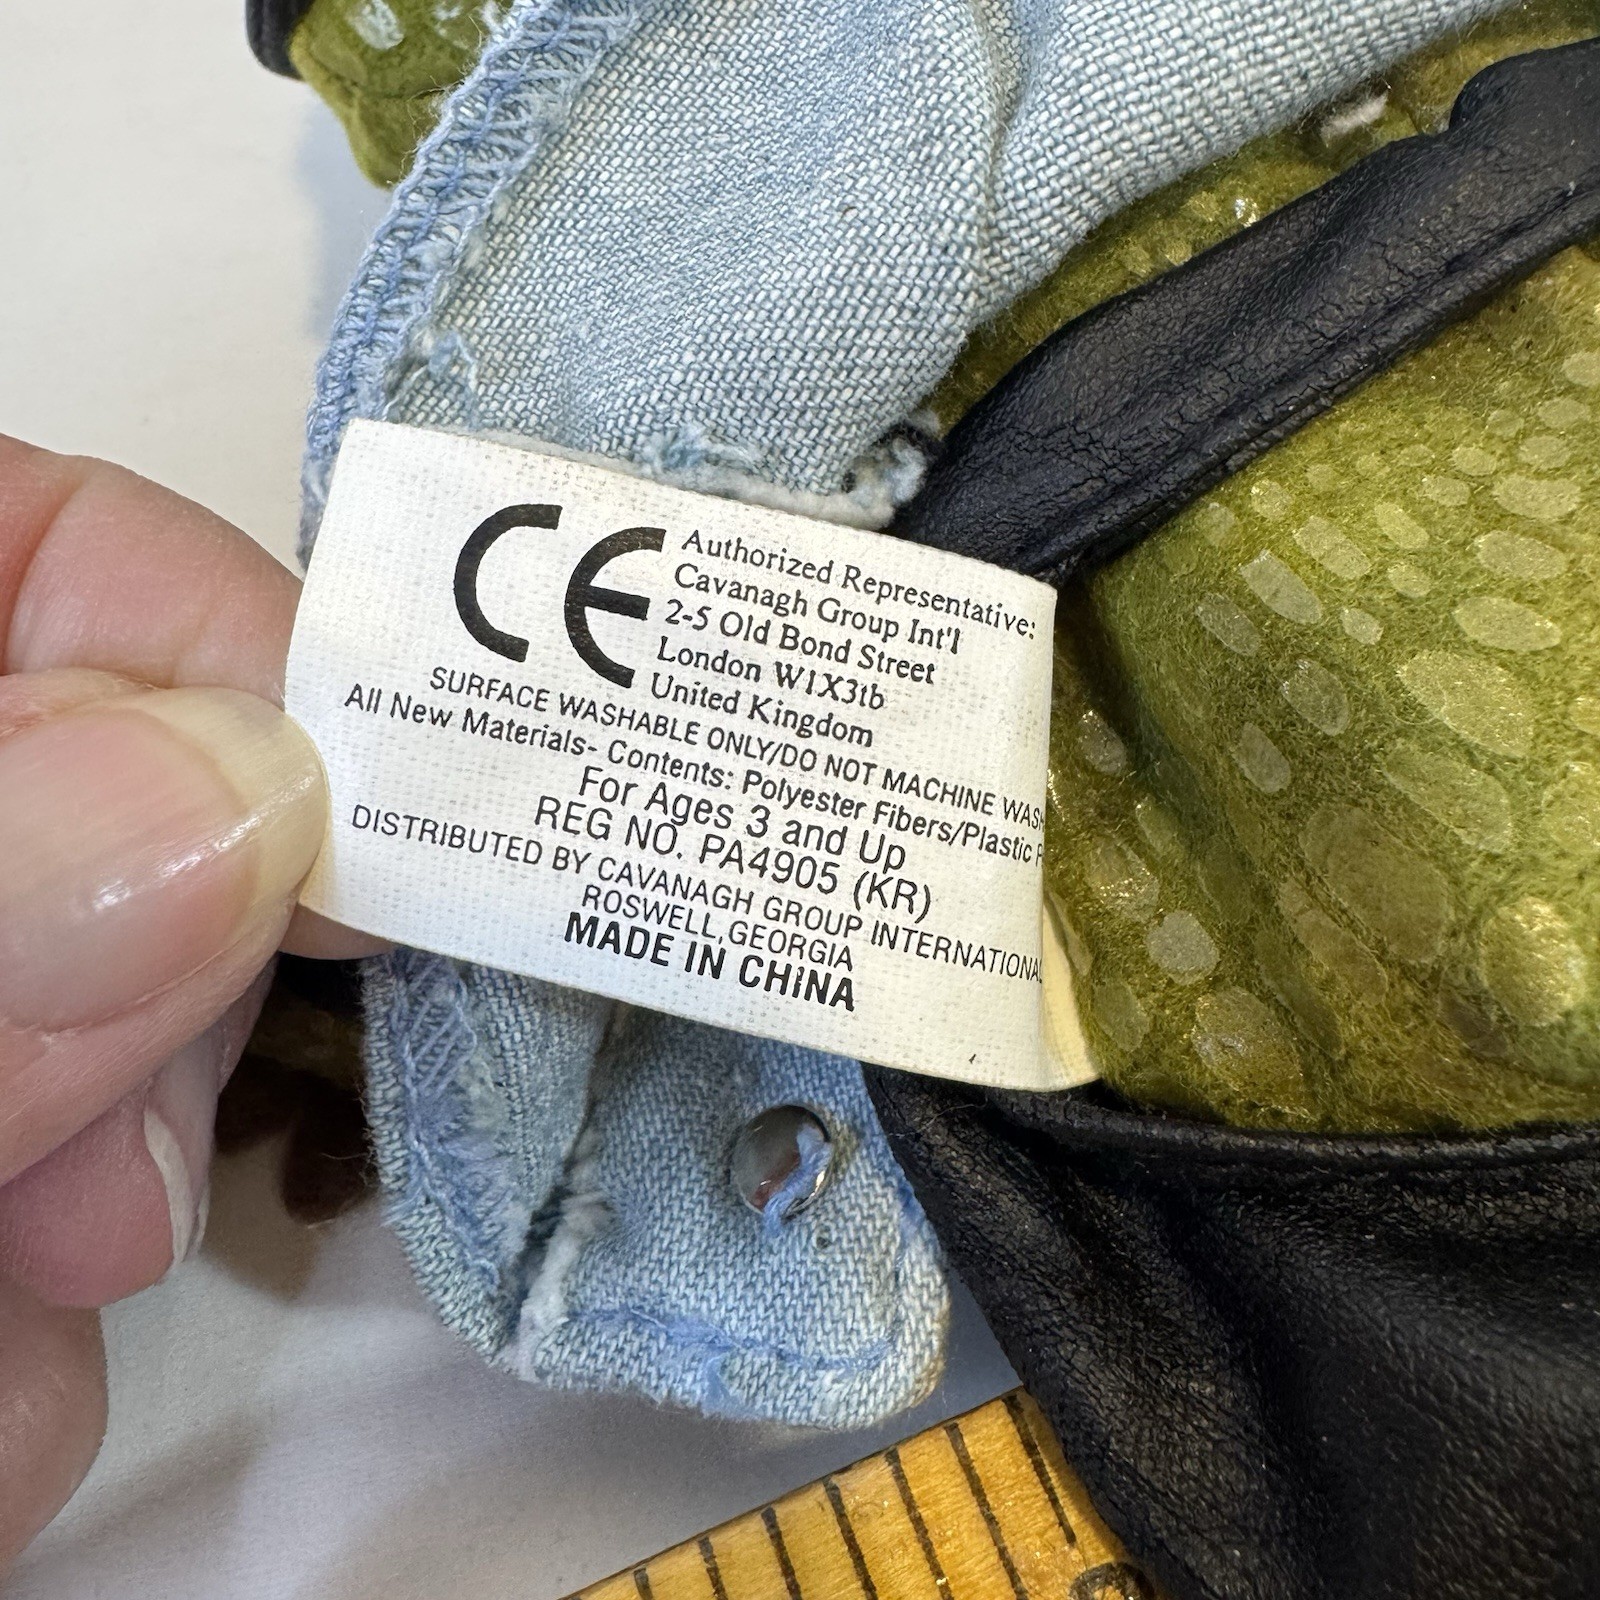 CE
Authorized Representative:
Cavanagh Group Int'l
2-5 Old Bond Street
London W1X3tb
United Kingdom
SURFACE WASHABLE ONLY/DO NOT MACHINE WASH
All New Materials- Contents: Polyester Fibers/Plastic
For Ages 3 and Up
REG NO. PA4905 (KR)
DISTRIBUTED BY CAVANAGH GROUP INTERNATIONAL
ROSWELL, GEORGIA
MADE IN CHINA